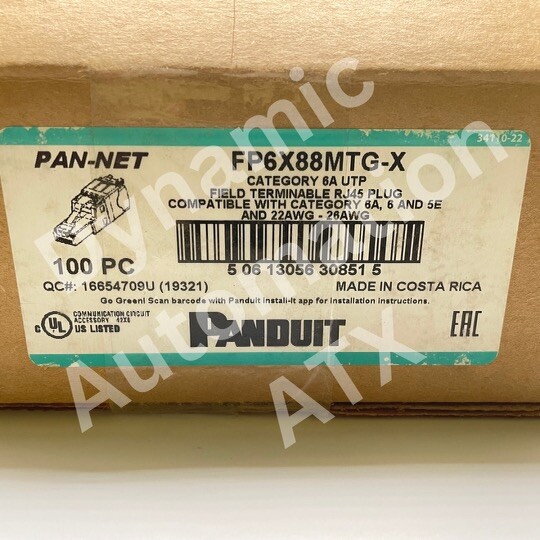 34110-22
PAN-NET
FP6X88MTG-X
CATEGORY 6A UTP
FIELD TERMINABLE RJ45 PLUG
COMPATIBLE WITH CATEGORY 6A, 6 AND 5E
AND 22AWG - 26AWG
100 PC
5 06 13056 30851 5
QC#: 16654709U (19321)
MADE IN COSTA RICA
Go Green! Scan barcode with Panduit install-it app for installation instructions.
C UL US LISTED
COMMUNICATION CIRCUIT
ACCESSORY 42X6
PANDUIT
EAC
Dynamic
Automation
ATX